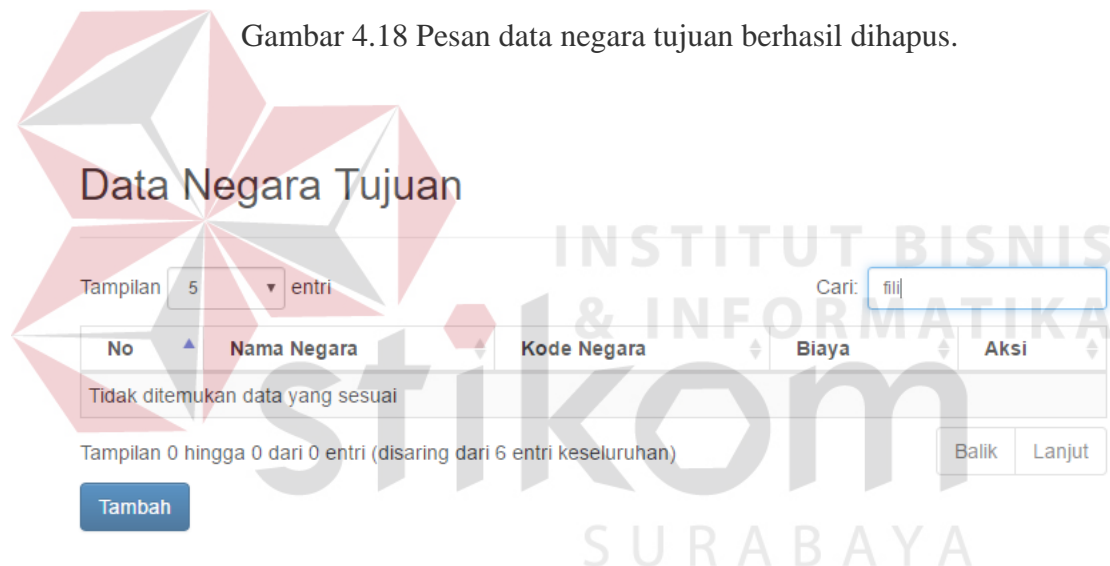 Gambar 4.18 Pesan data negara tujuan berhasil dihapus.
Data Negara Tujuan
INSTITUT BISNIS
Tampilan 5 entri Cari: fili
& INFORMATIKA
No Nama Negara Kode Negara Biaya Aksi
stikom
Tidak ditemukan data yang sesuai
Tampilan 0 hingga 0 dari 0 entri (disaring dari 6 entri keseluruhan) Balik Lanjut
Tambah
SURABAYA